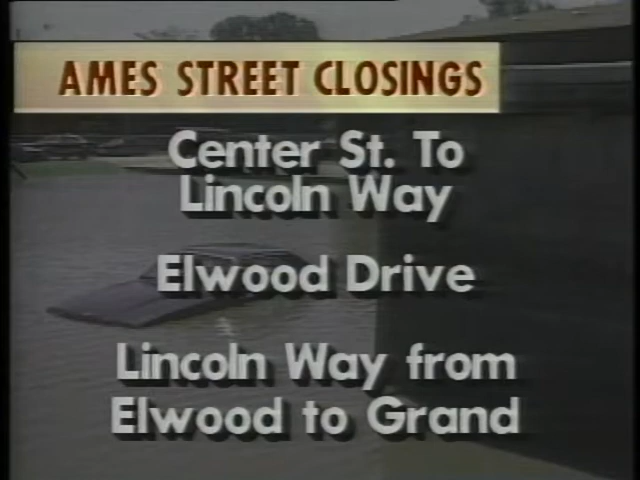 AMES STREET CLOSINGS
Center St. To
Lincoln Way
Elwood Drive
Lincoln Way from
Elwood to Grand